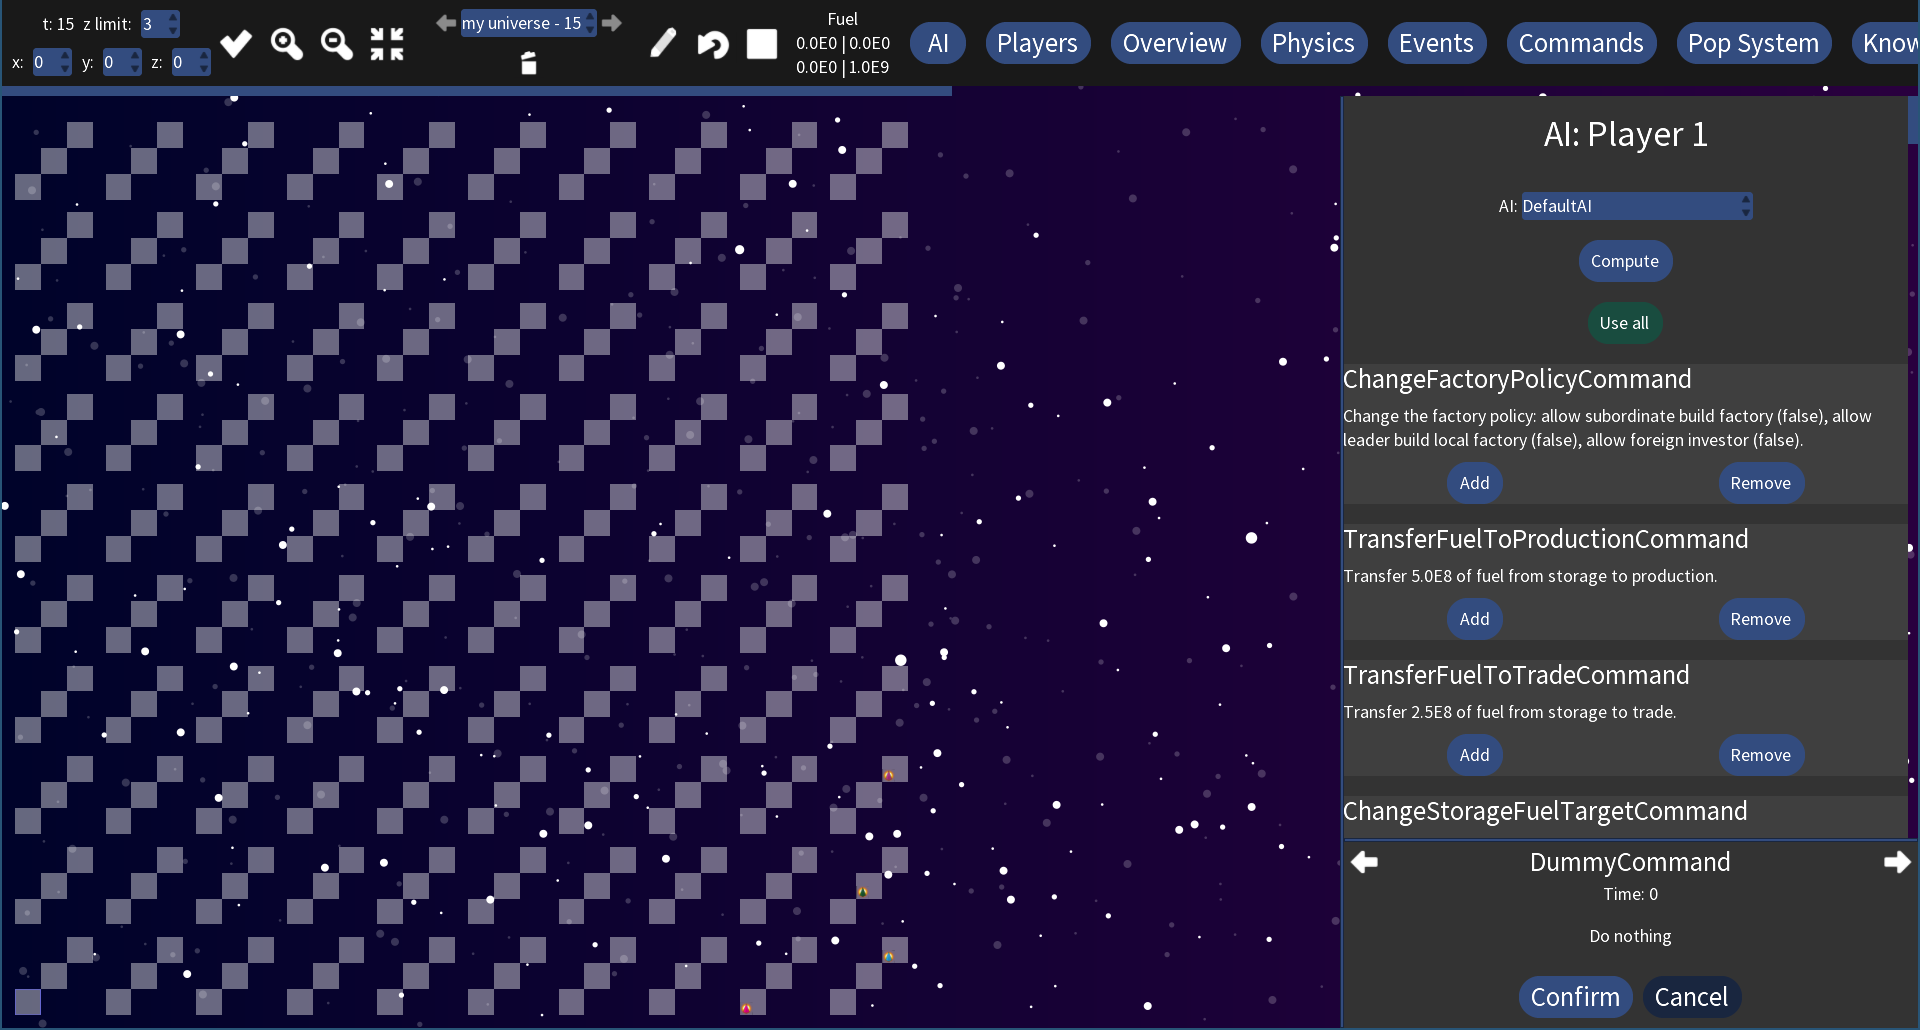 t: 15 z limit: 3
x: 0 y: 0 z: 0
my universe - 15
Fuel
0.0E0 | 0.0E0
0.0E0 | 1.0E9
AI
Players
Overview
Physics
Events
Commands
Pop System
Know
AI: Player 1
AI: DefaultAI
Compute
Use all
ChangeFactoryPolicyCommand
Change the factory policy: allow subordinate build factory (false), allow
leader build local factory (false), allow foreign investor (false).
Add Remove
TransferFuelToProductionCommand
Transfer 5.0E8 of fuel from storage to production.
Add Remove
TransferFuelToTradeCommand
Transfer 2.5E8 of fuel from storage to trade.
Add Remove
ChangeStorageFuelTargetCommand
DummyCommand
Time: 0
Do nothing
Confirm Cancel